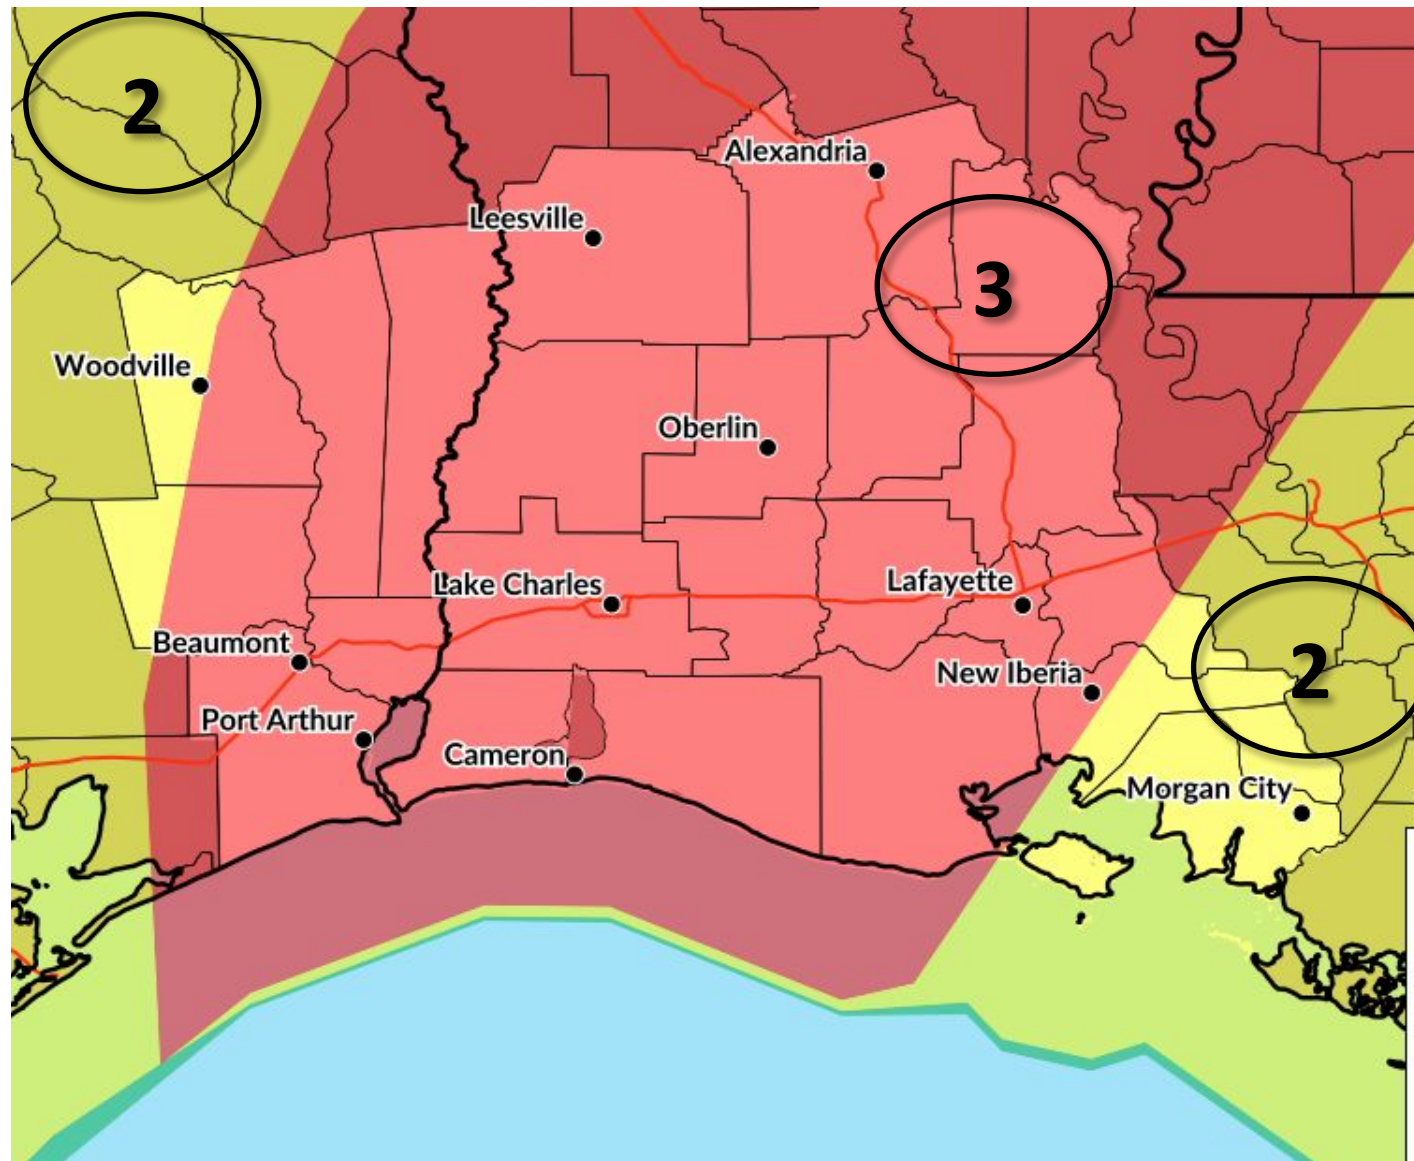 2
Alexandria
Leesville
3
Woodville
Oberlin
Lake Charles
Lafayette
Beaumont
New Iberia
2
Port Arthur
Cameron
Morgan City